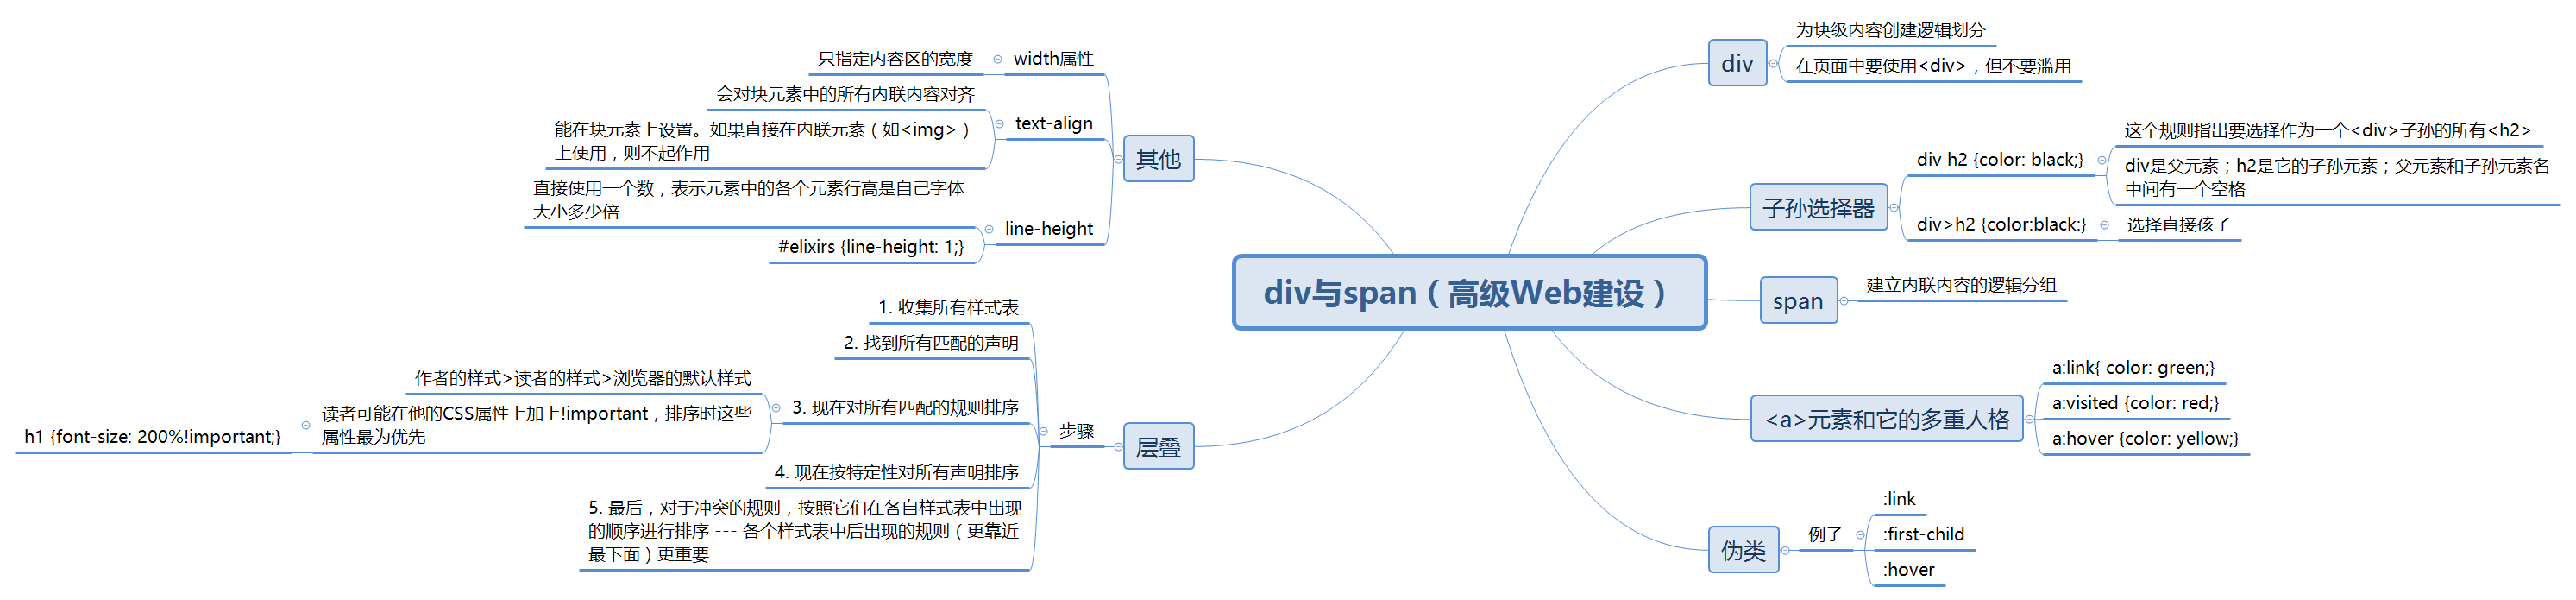 div与span（高级Web建设）
div
为块级内容创建逻辑划分
在页面中要使用<div>，但不要滥用
子孙选择器
div h2 {color: black;}
这个规则指出要选择作为一个<div>子孙的所有<h2>
div是父元素；h2是它的子孙元素；父元素和子孙元素名
中间有一个空格
div>h2 {color:black:}
选择直接孩子
span
建立内联内容的逻辑分组
<a>元素和它的多重人格
a:link{ color: green;}
a:visited {color: red;}
a:hover {color: yellow;}
伪类
例子
:link
:first-child
:hover
其他
width属性
只指定内容区的宽度
text-align
会对块元素中的所有内联内容对齐
能在块元素上设置。如果直接在内联元素（如<img>）
上使用，则不起作用
line-height
直接使用一个数，表示元素中的各个元素行高是自己字体
大小多少倍
#elixirs {line-height: 1;}
层叠
步骤
1. 收集所有样式表
2. 找到所有匹配的声明
3. 现在对所有匹配的规则排序
作者的样式>读者的样式>浏览器的默认样式
读者可能在他的CSS属性上加上!important，排序时这些
属性最为优先
h1 {font-size: 200%!important;}
4. 现在按特定性对所有声明排序
5. 最后，对于冲突的规则，按照它们在各自样式表中出现
的顺序进行排序 --- 各个样式表中后出现的规则（更靠近
最下面）更重要